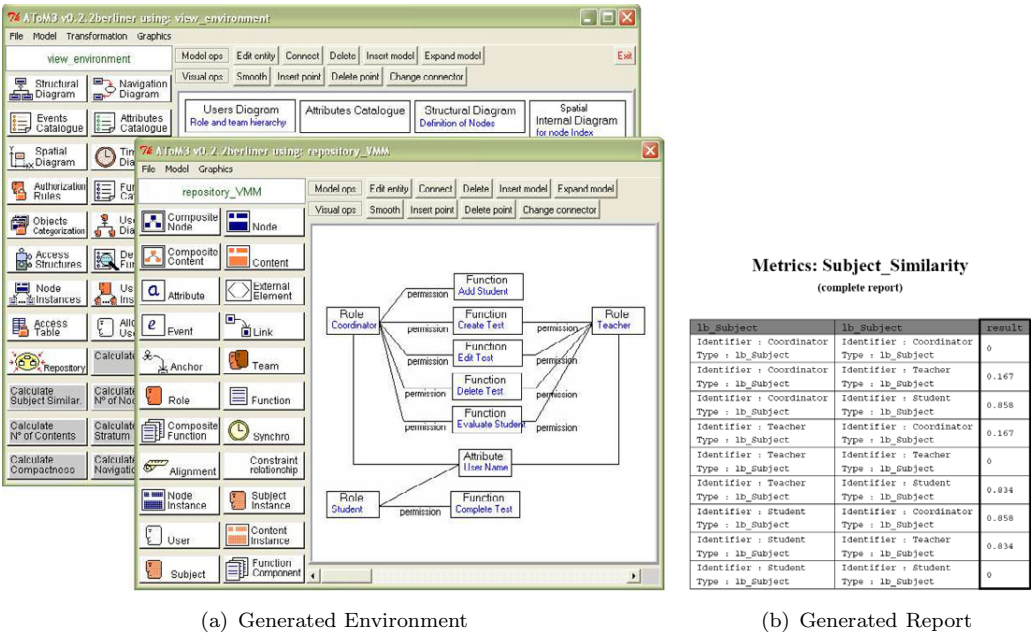 AToM3 v0.2.2berliner using: view_environment
File Model Transformation Graphics
view_environment
Model ops Edit entity Connect Delete Insert model Expand model Exit
Visual ops Smooth Insert point Delete point Change connector
Structural Diagram
Navigation Diagram
Events Catalogue
Attributes Catalogue
Spatial Diagram
Authorization Rules
Objects Categorization
Access Structures
Node Instances
Access Table
Repository
Calculate
Calculate Subject Similar.
Calculate
Calculate Nº of Contents
Calculate Stratum
Calculate Compactness
Calculate
Users Diagram
Role and team hierarchy
Attributes Catalogue
Structural Diagram
Definition of Nodes
Spatial
Internal Diagram
for node Index
AToM3 v0.2.2berliner using: repository_VMM
File Model Graphics
repository_VMM
Model ops Edit entity Connect Delete Insert model Expand model
Visual ops Smooth Insert point Delete point Change connector
Composite Node
Node
Composite Content
Content
Attribute
External Element
Event
Link
Anchor
Team
Role
Function
Composite Function
Synchro
Alignment
Constraint relationship
Node Instance
Subject Instance
User
Content Instance
Subject
Function Component
Function
Add Student
permission
Role
Coordinator
Function
Create Test
Role
Teacher
permission
permission
Function
Edit Test
permission
permission
Function
Delete Test
permission
permission
Function
Evaluate Student
permission
permission
Attribute
User Name
Role
Student
permission
Function
Complete Test
(a) Generated Environment
Metrics: Subject_Similarity
(complete report)
lb_Subject lb_Subject result
Identifier : Coordinator Identifier : Coordinator
Type : lb_Subject Type : lb_Subject
0
Identifier : Coordinator Identifier : Teacher
Type : lb_Subject Type : lb_Subject
0.167
Identifier : Coordinator Identifier : Student
Type : lb_Subject Type : lb_Subject
0.858
Identifier : Teacher Identifier : Coordinator
Type : lb_Subject Type : lb_Subject
0.167
Identifier : Teacher Identifier : Teacher
Type : lb_Subject Type : lb_Subject
0
Identifier : Teacher Identifier : Student
Type : lb_Subject Type : lb_Subject
0.834
Identifier : Student Identifier : Coordinator
Type : lb_Subject Type : lb_Subject
0.858
Identifier : Student Identifier : Teacher
Type : lb_Subject Type : lb_Subject
0.834
Identifier : Student Identifier : Student
Type : lb_Subject Type : lb_Subject
0
(b) Generated Report